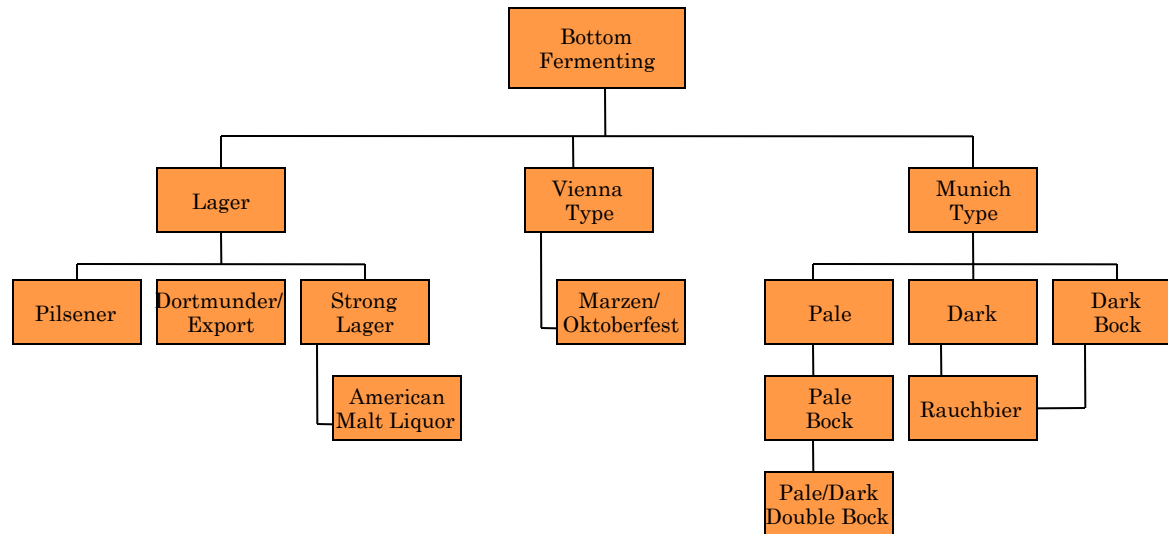 Bottom
Fermenting
Lager
Vienna
Type
Munich
Type
Pilsener
Dortmunder/
Export
Strong
Lager
Marzen/
Oktoberfest
Pale
Dark
Dark
Bock
American
Malt Liquor
Pale
Bock
Rauchbier
Pale/Dark
Double Bock